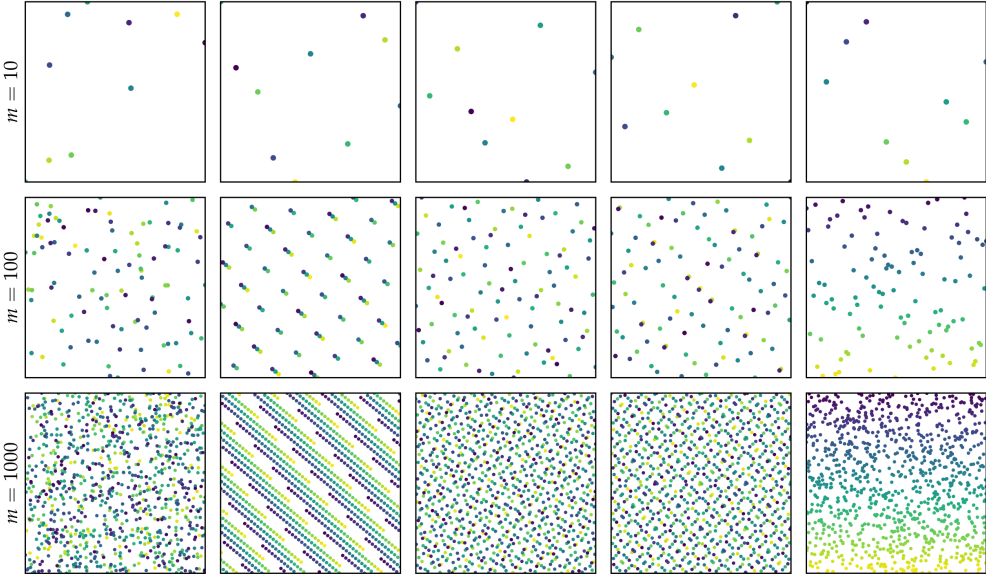 m = 10
m = 100
m = 1000